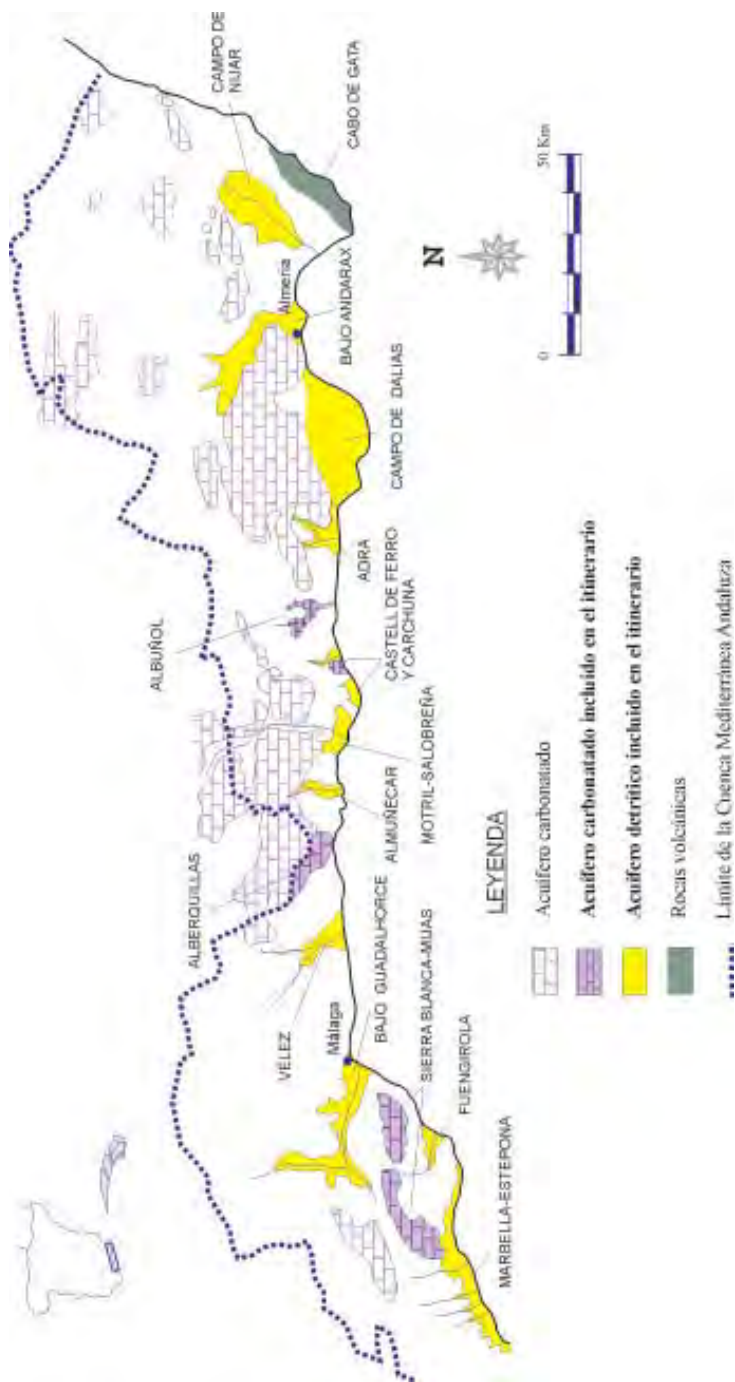 CAMPO DE
NIJAR
CABO DE GATA
Almería
BAJO ANDARAX
CAMPO DE DALIAS
ADRA
ALBUÑOL
CASTELL DE FERRO
Y CARCHUNA
MOTRIL-SALOBREÑA
ALMUÑECAR
ALBERQUILLAS
VELEZ
Málaga
BAJO GUADALHORCE
SIERRA BLANCA-MIJAS
FUENGIROLA
MARBELLA-ESTEPONA
N
0
50 Km
LEYENDA
Acuífero carbonatado
Acuífero carbonatado incluido en el itinerario
Acuífero detrítico incluido en el itinerario
Rocas volcánicas
Límite de la Cuenca Mediterránea Andaluza